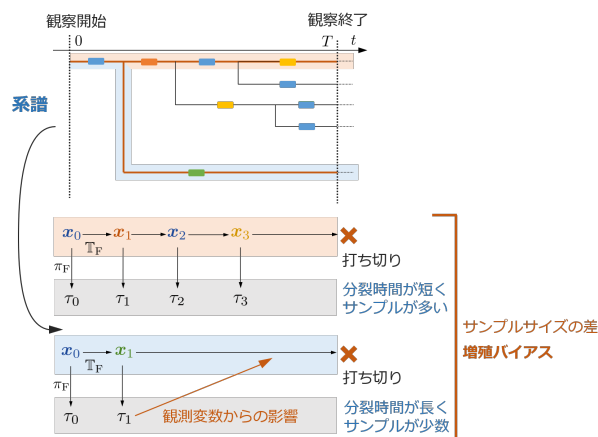 観察開始
観察終了
0
T
t
系譜
x₀ x₁ x₂ x₃
𝕋_F
打ち切り
π_F
τ₀ τ₁ τ₂ τ₃
分裂時間が短く
サンプルが多い
サンプルサイズの差
増殖バイアス
x₀ x₁
𝕋_F
打ち切り
π_F
τ₀ τ₁
観測変数からの影響
分裂時間が長く
サンプルが少数